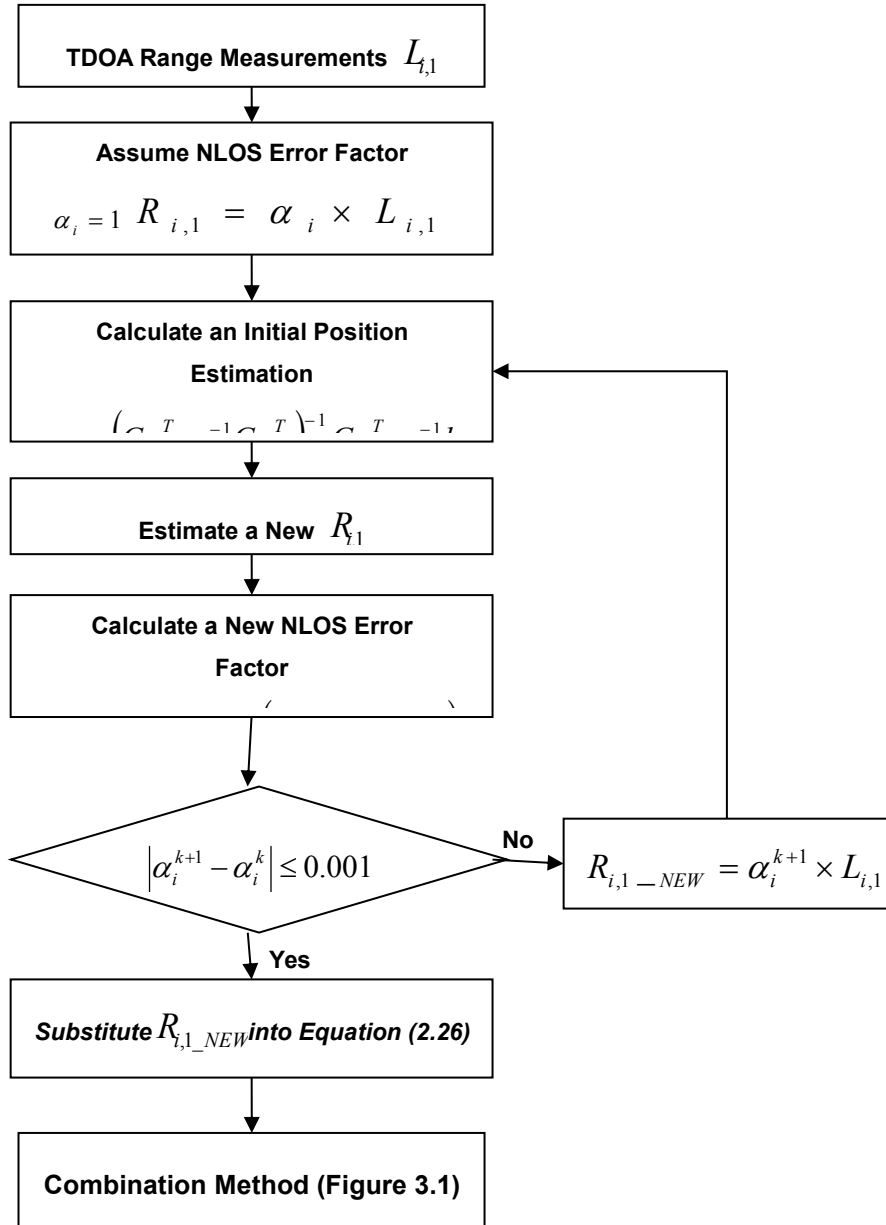 TDOA Range Measurements L_{i,1}
Assume NLOS Error Factor
α_i = 1 R_{i,1} = α_i × L_{i,1}
Calculate an Initial Position
Estimation
Estimate a New R_{i,1}
Calculate a New NLOS Error
Factor
|α_i^{k+1} − α_i^k| ≤ 0.001
No
R_{i,1_NEW} = α_i^{k+1} × L_{i,1}
Yes
Substitute R_{i,1_NEW} into Equation (2.26)
Combination Method (Figure 3.1)